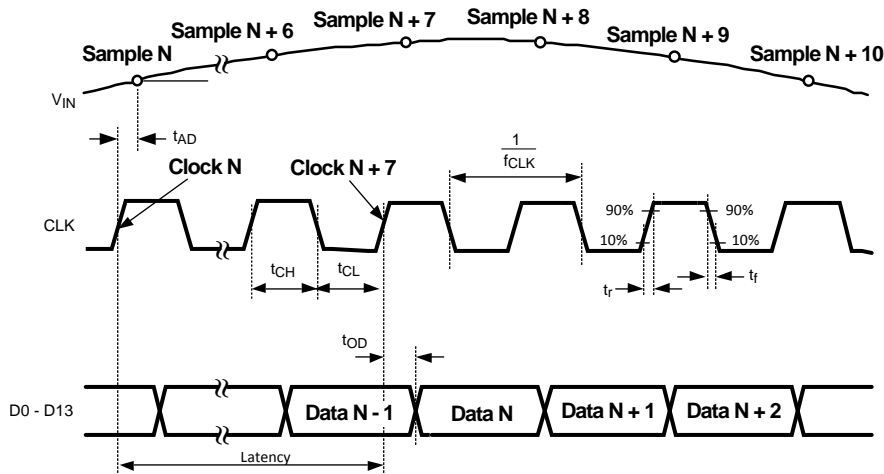 Sample N
Sample N + 6
Sample N + 7
Sample N + 8
Sample N + 9
Sample N + 10
VIN
tAD
Clock N
Clock N + 7
1
fCLK
CLK
90%
90%
10%
10%
tCH
tCL
tr
tf
tOD
D0 - D13
Data N - 1
Data N
Data N + 1
Data N + 2
Latency